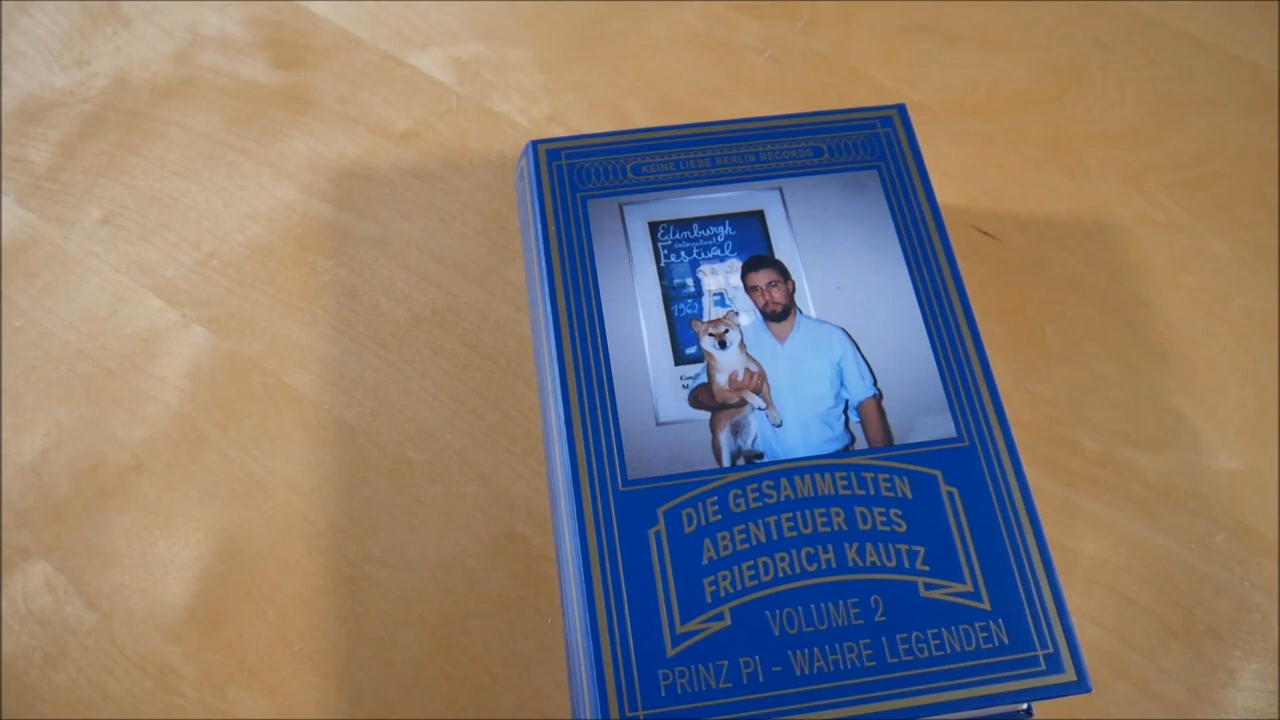 KEINE LIEBE BERLIN RECORDS
Edinburgh
International
Festival
1962
DIE GESAMMELTEN
ABENTEUER DES
FRIEDRICH KAUTZ
VOLUME 2
PRINZ PI - WAHRE LEGENDEN